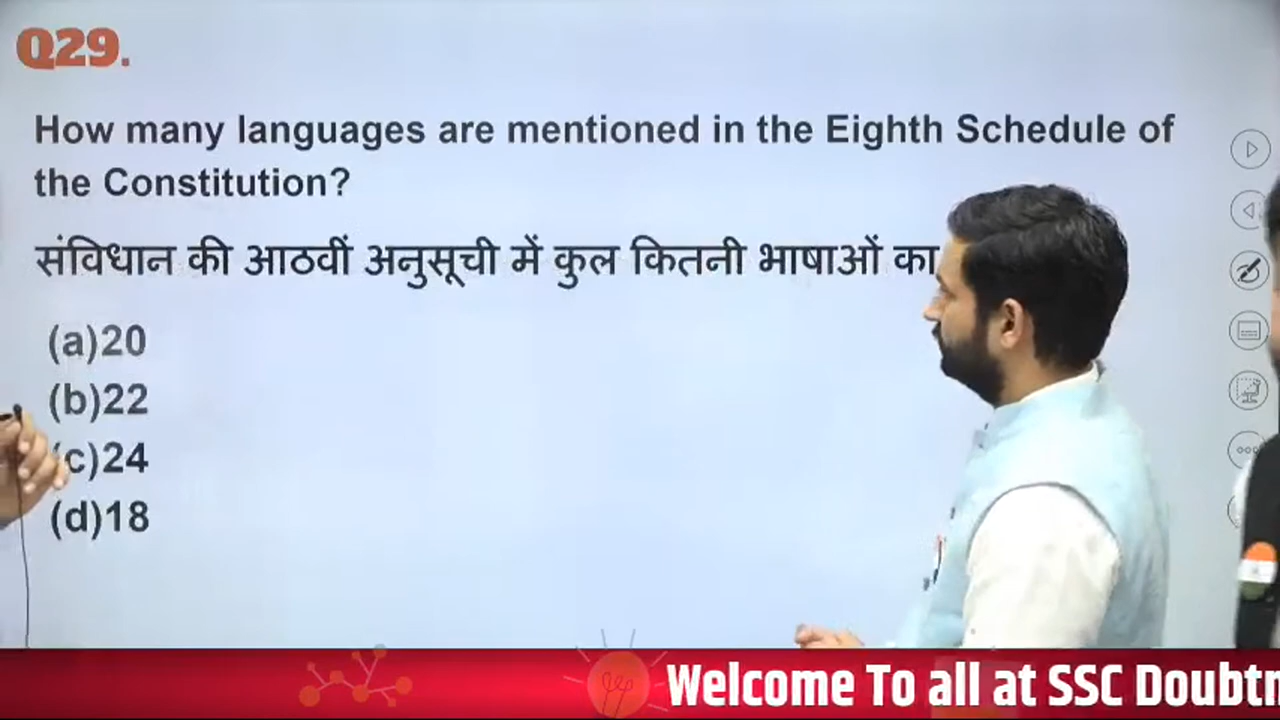 Q29.
How many languages are mentioned in the Eighth Schedule of
the Constitution?
संविधान की आठवीं अनुसूची में कुल कितनी भाषाओं का
(a)20
(b)22
(c)24
(d)18
Welcome To all at SSC